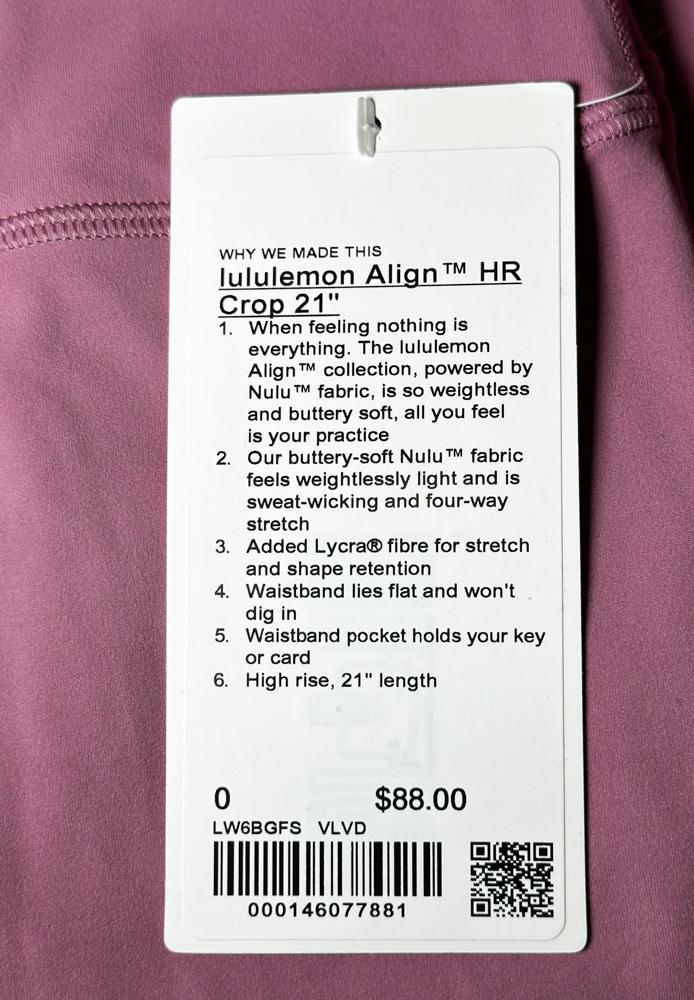 WHY WE MADE THIS
lululemon Align™ HR
Crop 21"
1. When feeling nothing is
everything. The lululemon
Align™ collection, powered by
Nulu™ fabric, is so weightless
and buttery soft, all you feel
is your practice
2. Our buttery-soft Nulu™ fabric
feels weightlessly light and is
sweat-wicking and four-way
stretch
3. Added Lycra® fibre for stretch
and shape retention
4. Waistband lies flat and won't
dig in
5. Waistband pocket holds your key
or card
6. High rise, 21" length
0 $88.00
LW6BGFS VLVD
000146077881